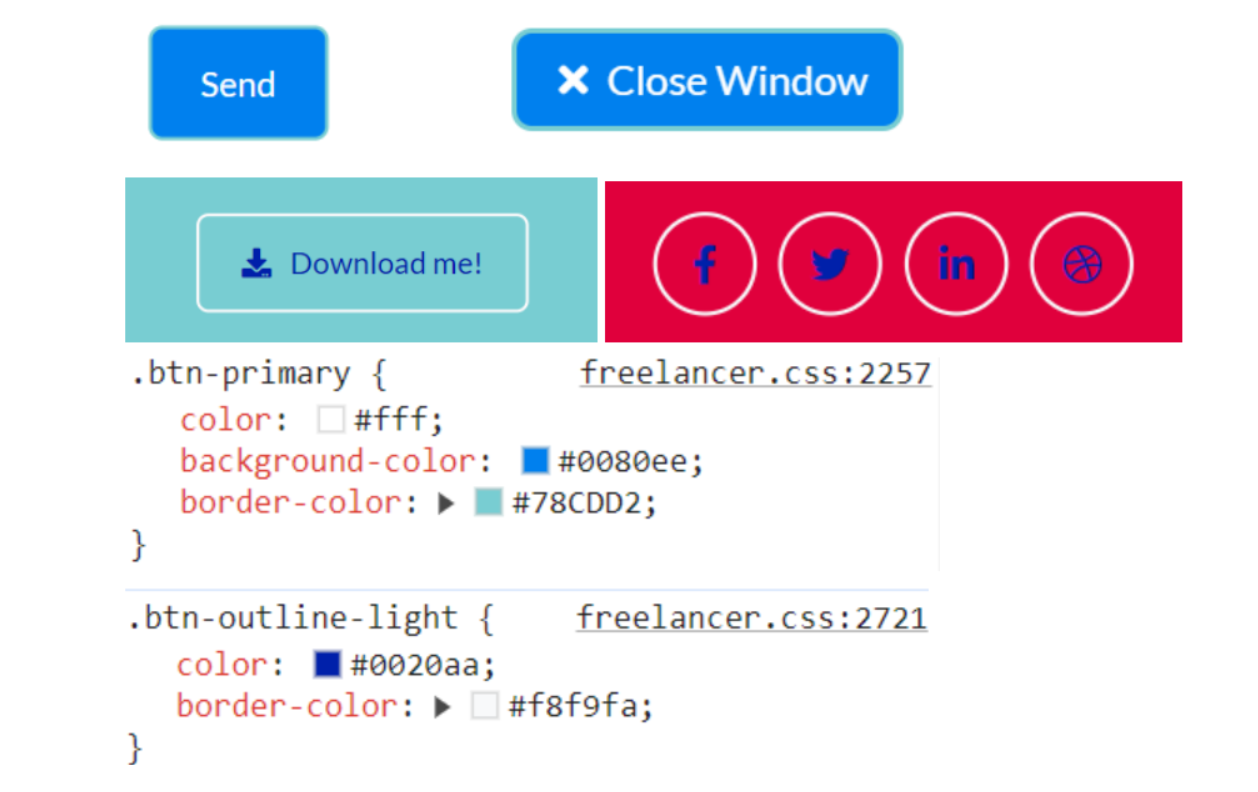 Send
Close Window
Download me!
.btn-primary { freelancer.css:2257
color: #fff;
background-color: #0080ee;
border-color: #78CDD2;
}
.btn-outline-light { freelancer.css:2721
color: #0020aa;
border-color: #f8f9fa;
}